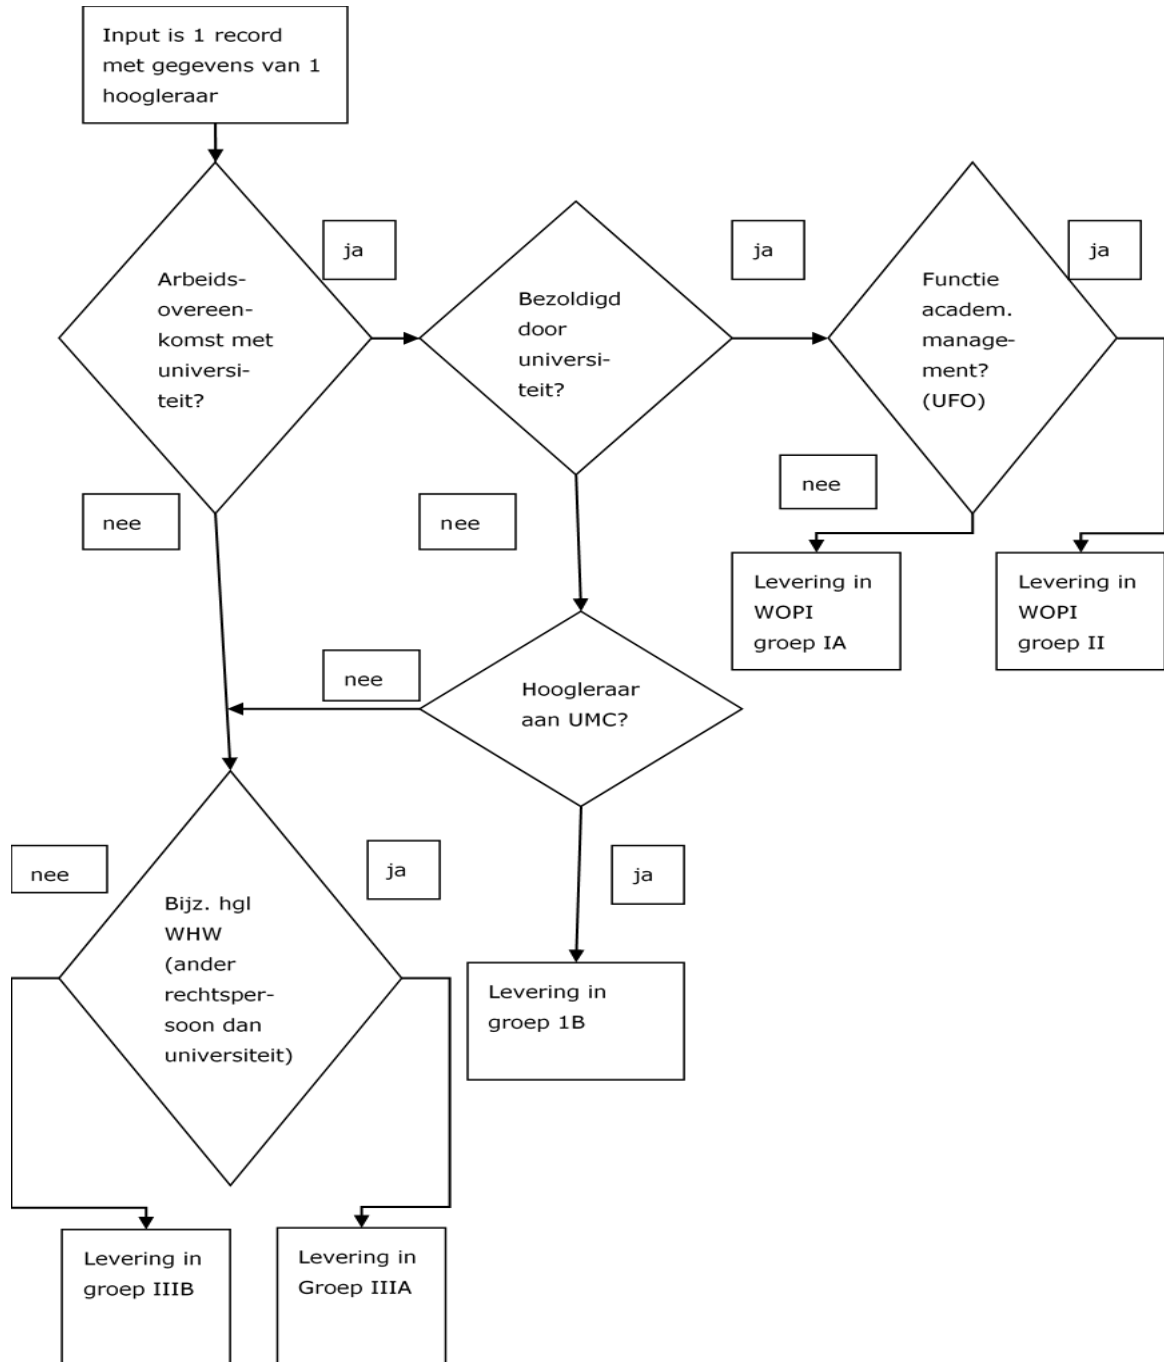 Input is 1 record
met gegevens van 1
hoogleraar
ja
ja
ja
Arbeids-
overeen-
komst met
universi-
teit?
Bezoldigd
door
universi-
teit?
Functie
academ.
manage-
ment?
(UFO)
nee
nee
nee
Levering in
WOPI
groep IA
Levering in
WOPI
groep II
nee
Hoogleraar
aan UMC?
nee
ja
ja
Bijz. hgl
WHW
(ander
rechtsper-
soon dan
universiteit)
Levering in
groep 1B
Levering in
groep IIIB
Levering in
Groep IIIA